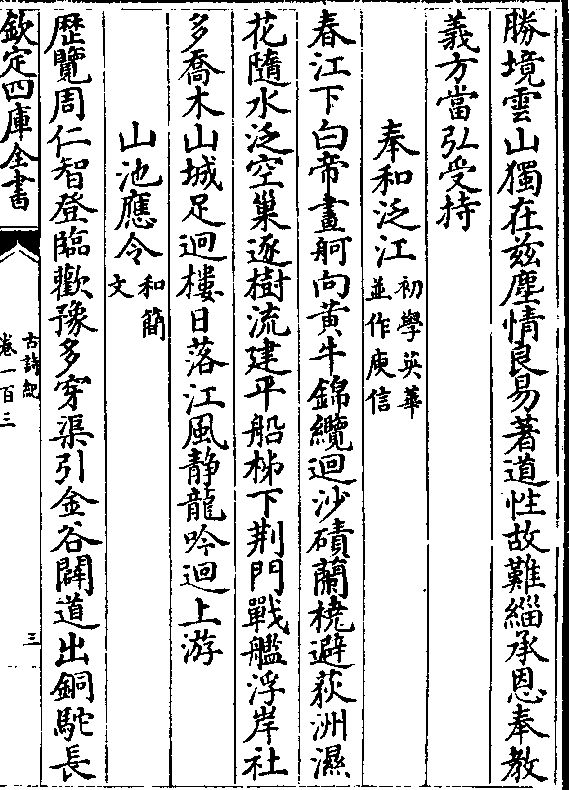 勝境雲山獨在兹塵情良易著道性故難緇承恩奉教
義方當弘受持
奉和泛江初學英華並作庾信
春江下白帝畫舸向黄牛錦纜迴沙磧蘭橈避荻洲濕
花隨水泛空巢逐樹流建平船柹下荆門戰艦浮岸社
多喬木山城足迴樓日落江風静龍吟迴上游
山池應令和簡文
歴覽周仁智登臨歡豫多穿渠引金谷闢道出銅駝長
欽定四庫全書
古詩紀
卷一百三
三